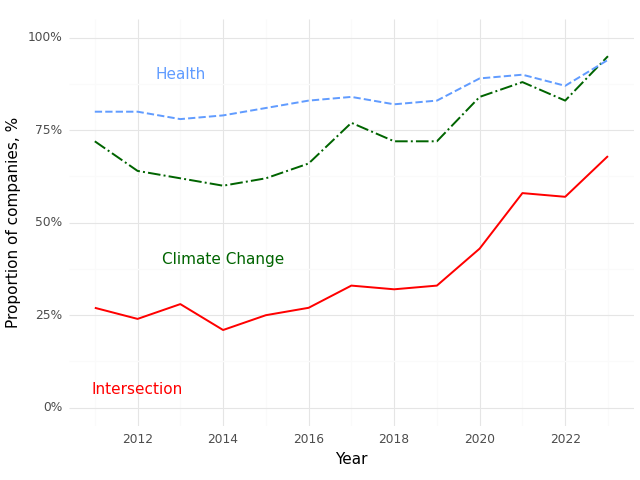 100%
Health
75%
50%
Climate Change
25%
Intersection
0%
2012 2014 2016 2018 2020 2022
Year
Proportion of companies, %